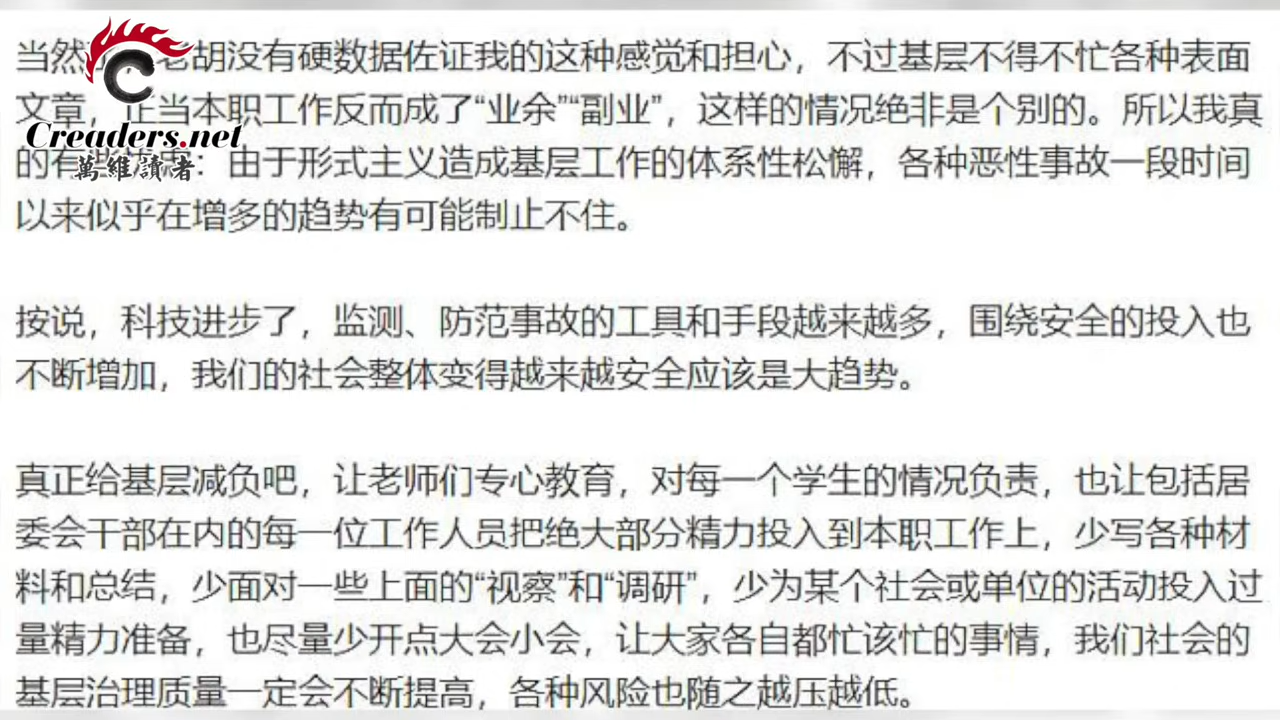 当然 老胡没有硬数据佐证我的这种感觉和担心，不过基层不得不忙各种表面
文章，正当本职工作反而成了“业余”“副业”，这样的情况绝非是个别的。所以我真
Creaders.net
的有 ：由于形式主义造成基层工作的体系性松懈，各种恶性事故一段时间
萬維讀者
以来似乎在增多的趋势有可能制止不住。
按说，科技进步了，监测、防范事故的工具和手段越来越多，围绕安全的投入也
不断增加，我们的社会整体变得越来越安全应该是大趋势。
真正给基层减负吧，让老师们专心教育，对每一个学生的情况负责，也让包括居
委会干部在内的每一位工作人员把绝大部分精力投入到本职工作上，少写各种材
料和总结，少面对一些上面的“视察”和“调研”，少为某个社会或单位的活动投入过
量精力准备，也尽量少开点大会小会，让大家各自都忙该忙的事情，我们社会的
基层治理质量一定会不断提高，各种风险也随之越压越低。